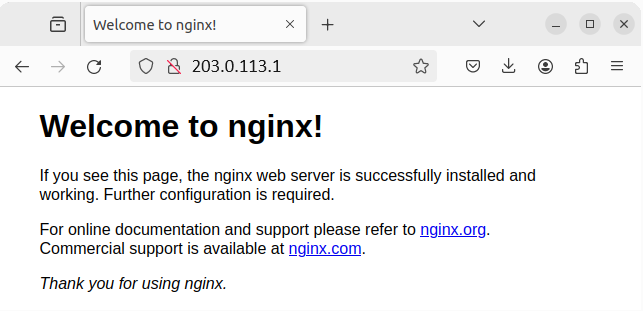 Welcome to nginx!
203.0.113.1
Welcome to nginx!
If you see this page, the nginx web server is successfully installed and
working. Further configuration is required.
For online documentation and support please refer to nginx.org.
Commercial support is available at nginx.com.
Thank you for using nginx.